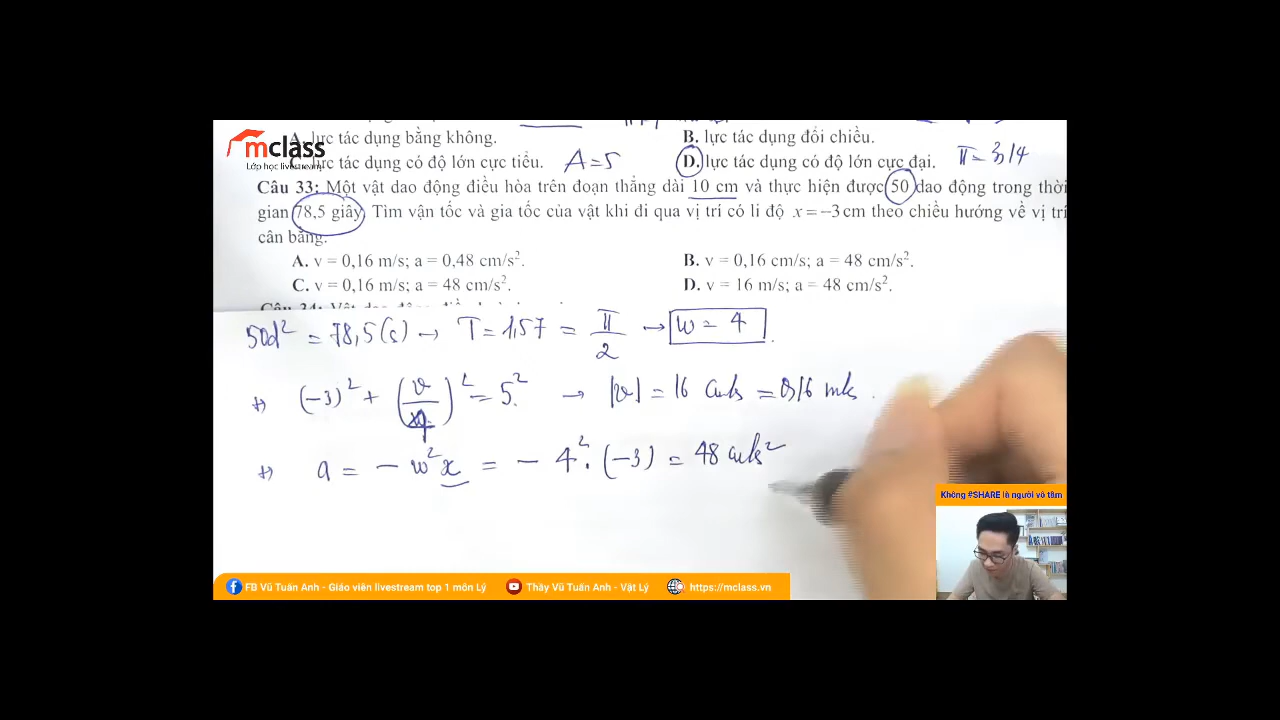 mclass
Lớp học livestream
A. lực tác dụng bằng không.
B. lực tác dụng đổi chiều.
lực tác dụng có độ lớn cực tiểu. A = 5
D. lực tác dụng có độ lớn cực đại. π = 3,14
Câu 33: Một vật dao động điều hòa trên đoạn thẳng dài 10 cm và thực hiện được 50 dao động trong thời
gian 78,5 giây. Tìm vận tốc và gia tốc của vật khi đi qua vị trí có li độ x = −3 cm theo chiều hướng về vị trí
cân bằng.
A. v = 0,16 m/s; a = 0,48 cm/s².
B. v = 0,16 cm/s; a = 48 cm/s².
C. v = 0,16 m/s; a = 48 cm/s².
D. v = 16 m/s; a = 48 cm/s².
= 78,5 (s) → T = 1,57 = π/2 → ω = 4
(−3)² + (v/4)² = 5² → |v| = 16 cm/s = 0,16 m/s.
a = −ω²x = −4².(−3) = 48 cm/s²
Không #SHARE là người vô tâm
FB Vũ Tuấn Anh - Giáo viên livestream top 1 môn Lý
Thầy Vũ Tuấn Anh - Vật Lý
https://mclass.vn